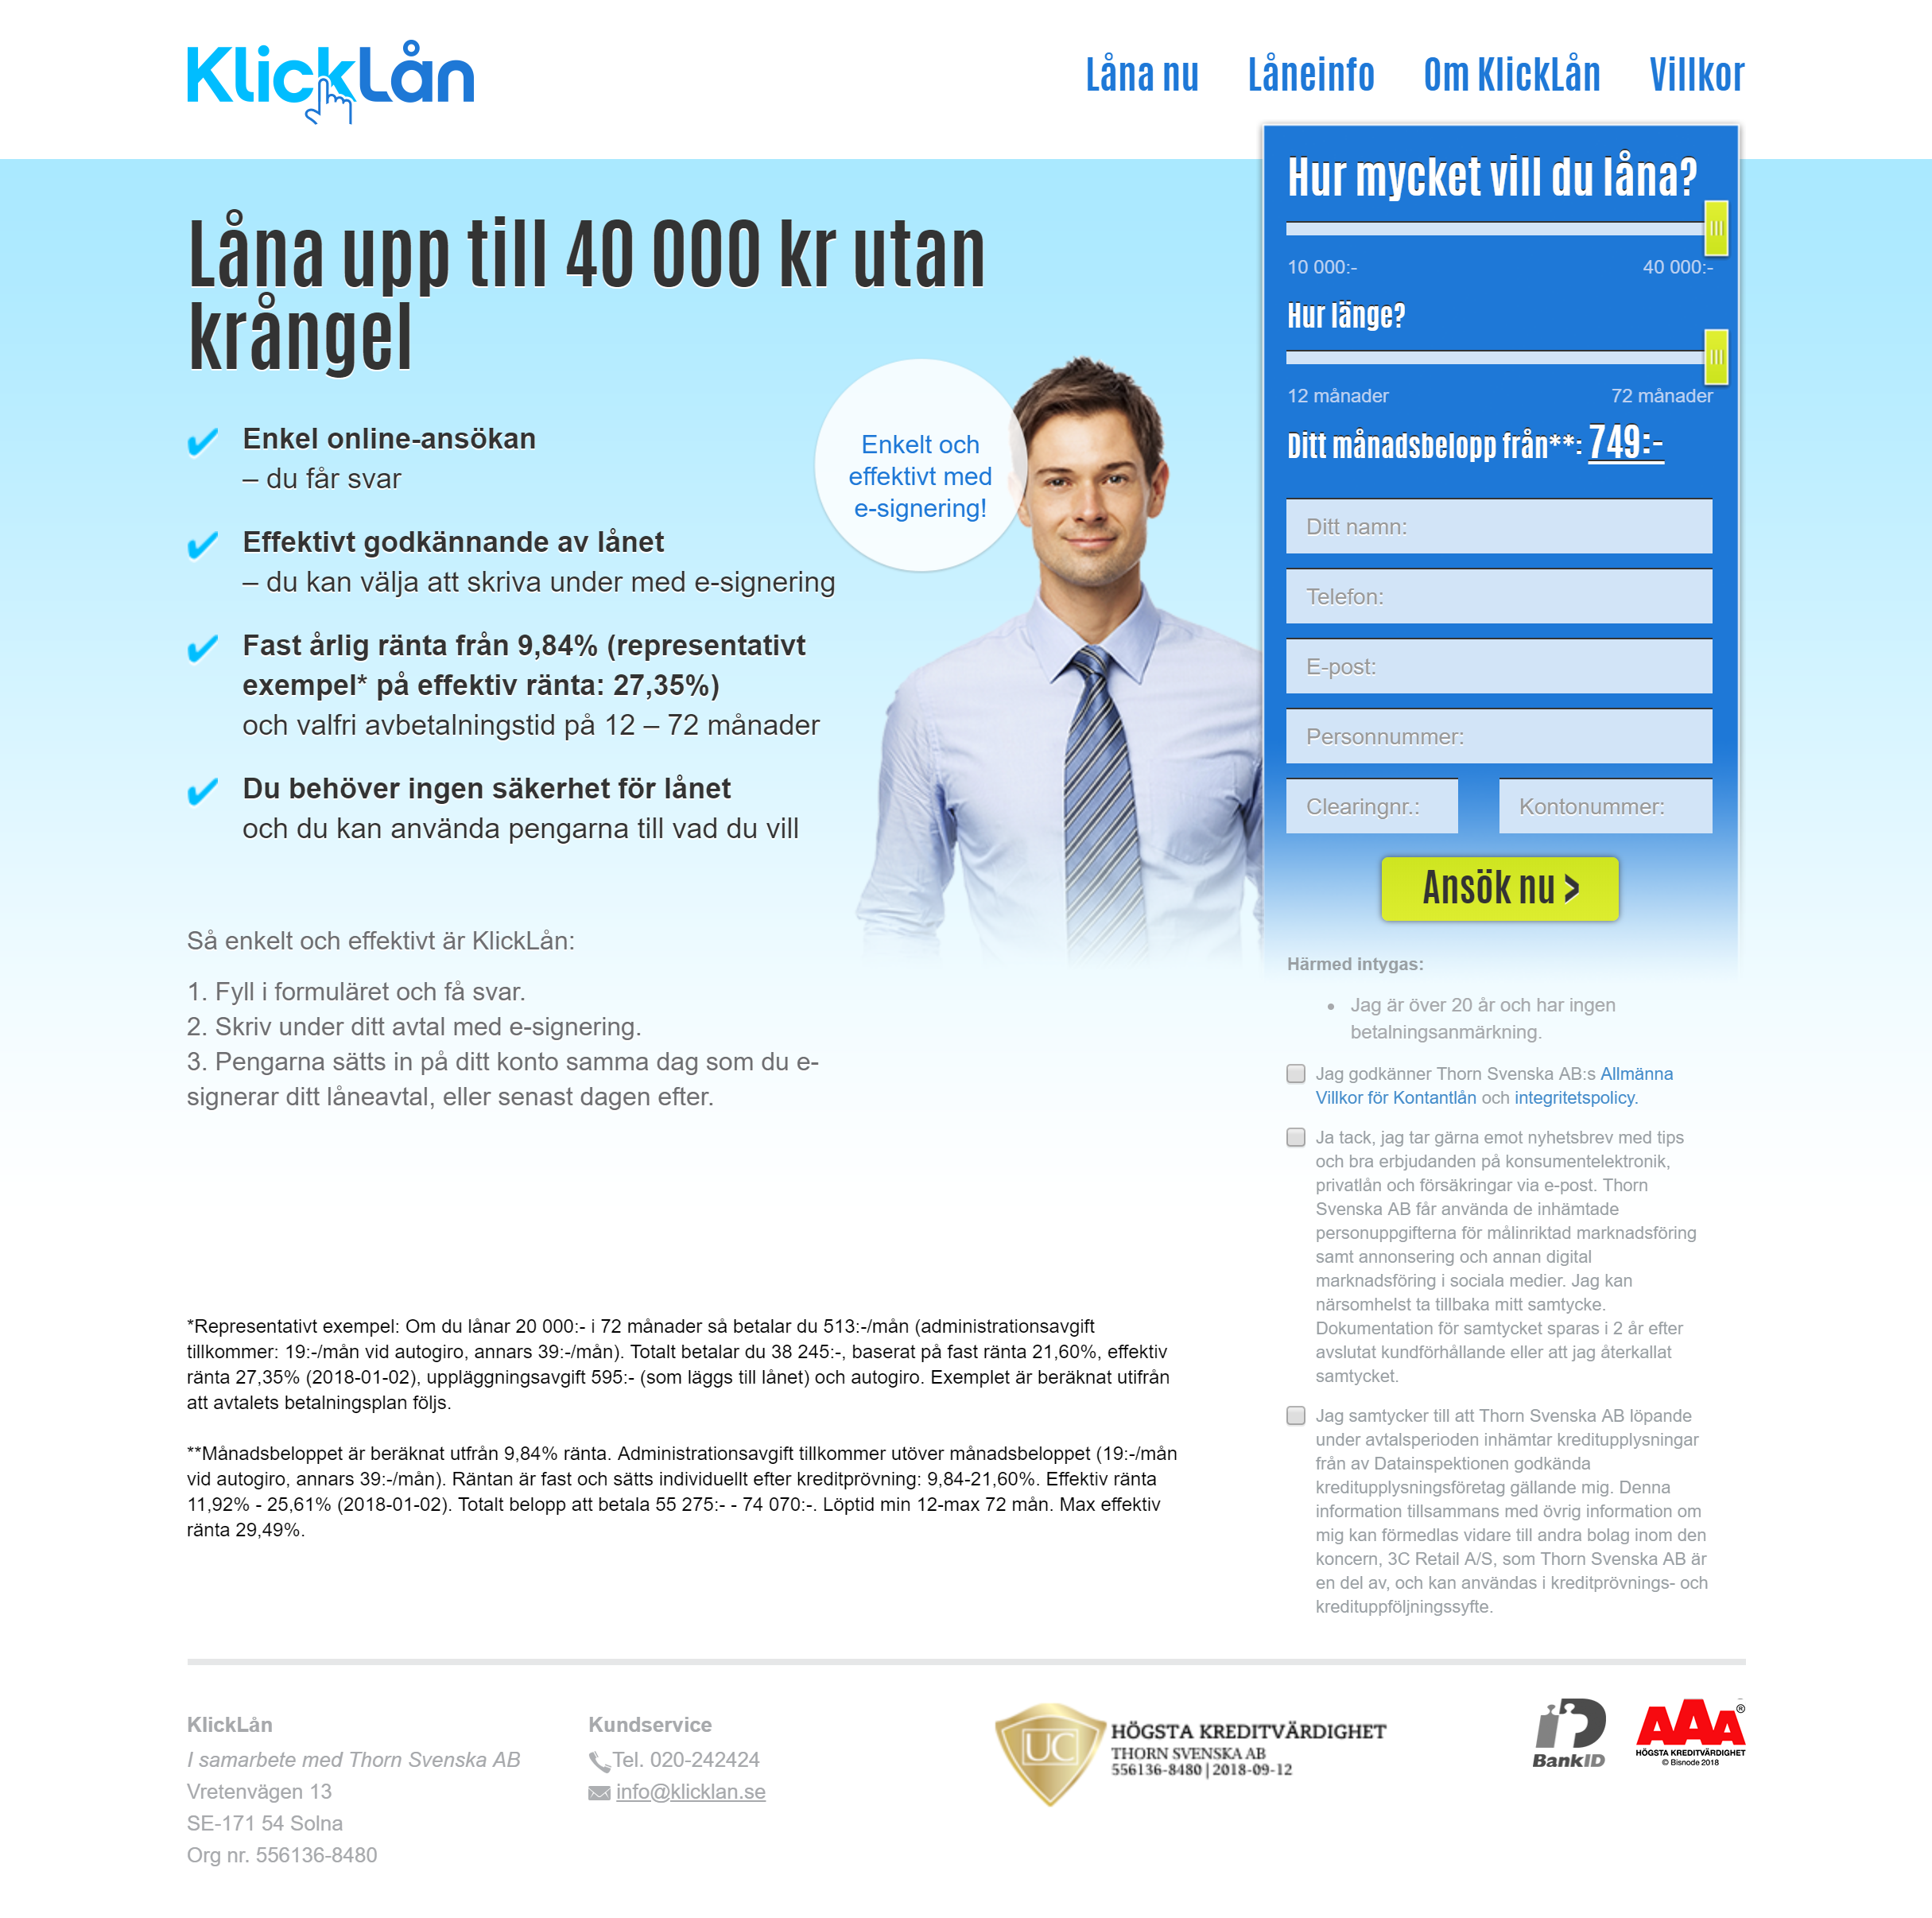 KlickLån
Låna nu
Låneinfo
Om KlickLån
Villkor
Låna upp till 40 000 kr utan
krångel
Enkel online-ansökan
– du får svar
Effektivt godkännande av lånet
– du kan välja att skriva under med e-signering
Fast årlig ränta från 9,84% (representativt
exempel* på effektiv ränta: 27,35%)
och valfri avbetalningstid på 12 – 72 månader
Du behöver ingen säkerhet för lånet
och du kan använda pengarna till vad du vill
Enkelt och
effektivt med
e-signering!
Så enkelt och effektivt är KlickLån:
1. Fyll i formuläret och få svar.
2. Skriv under ditt avtal med e-signering.
3. Pengarna sätts in på ditt konto samma dag som du e-
signerar ditt låneavtal, eller senast dagen efter.
*Representativt exempel: Om du lånar 20 000:- i 72 månader så betalar du 513:-/mån (administrationsavgift
tillkommer: 19:-/mån vid autogiro, annars 39:-/mån). Totalt betalar du 38 245:-, baserat på fast ränta 21,60%, effektiv
ränta 27,35% (2018-01-02), uppläggningsavgift 595:- (som läggs till lånet) och autogiro. Exemplet är beräknat utifrån
att avtalets betalningsplan följs.
**Månadsbeloppet är beräknat utfrån 9,84% ränta. Administrationsavgift tillkommer utöver månadsbeloppet (19:-/mån
vid autogiro, annars 39:-/mån). Räntan är fast och sätts individuellt efter kreditprövning: 9,84-21,60%. Effektiv ränta
11,92% - 25,61% (2018-01-02). Totalt belopp att betala 55 275:- - 74 070:-. Löptid min 12-max 72 mån. Max effektiv
ränta 29,49%.
Hur mycket vill du låna?
10 000:-
40 000:-
Hur länge?
12 månader
72 månader
Ditt månadsbelopp från**: 749:-
Ditt namn:
Telefon:
E-post:
Personnummer:
Clearingnr.:
Kontonummer:
Ansök nu >
Härmed intygas:
• Jag är över 20 år och har ingen
betalningsanmärkning.
Jag godkänner Thorn Svenska AB:s Allmänna
Villkor för Kontantlån och integritetspolicy.
Ja tack, jag tar gärna emot nyhetsbrev med tips
och bra erbjudanden på konsumentelektronik,
privatlån och försäkringar via e-post. Thorn
Svenska AB får använda de inhämtade
personuppgifterna för målinriktad marknadsföring
samt annonsering och annan digital
marknadsföring i sociala medier. Jag kan
närsomhelst ta tillbaka mitt samtycke.
Dokumentation för samtycket sparas i 2 år efter
avslutat kundförhållande eller att jag återkallat
samtycket.
Jag samtycker till att Thorn Svenska AB löpande
under avtalsperioden inhämtar kreditupplysningar
från av Datainspektionen godkända
kreditupplysningsföretag gällande mig. Denna
information tillsammans med övrig information om
mig kan förmedlas vidare till andra bolag inom den
koncern, 3C Retail A/S, som Thorn Svenska AB är
en del av, och kan användas i kreditprövnings- och
kredituppföljningssyfte.
KlickLån
I samarbete med Thorn Svenska AB
Vretenvägen 13
SE-171 54 Solna
Org nr. 556136-8480
Kundservice
Tel. 020-242424
info@klicklan.se
UC
HÖGSTA KREDITVÄRDIGHET
THORN SVENSKA AB
556136-8480 | 2018-09-12
BankID
AAA®
HÖGSTA KREDITVÄRDIGHET
© Bisnode 2018